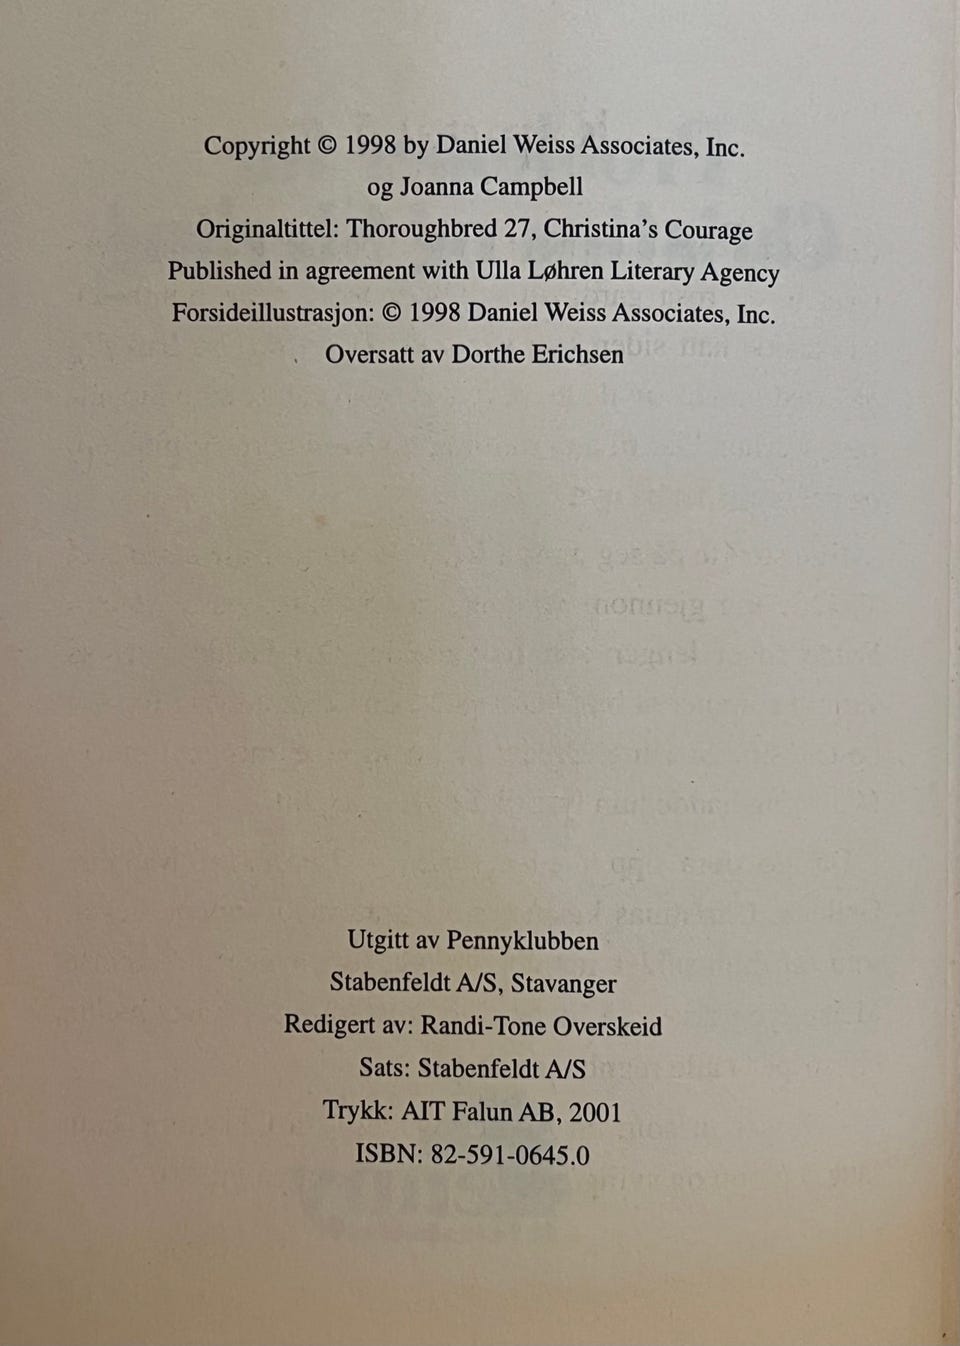 Copyright © 1998 by Daniel Weiss Associates, Inc.
og Joanna Campbell
Originaltittel: Thoroughbred 27, Christina's Courage
Published in agreement with Ulla Løhren Literary Agency
Forsideillustrasjon: © 1998 Daniel Weiss Associates, Inc.
Oversatt av Dorthe Erichsen
Utgitt av Pennyklubben
Stabenfeldt A/S, Stavanger
Redigert av: Randi-Tone Overskeid
Sats: Stabenfeldt A/S
Trykk: AIT Falun AB, 2001
ISBN: 82-591-0645.0